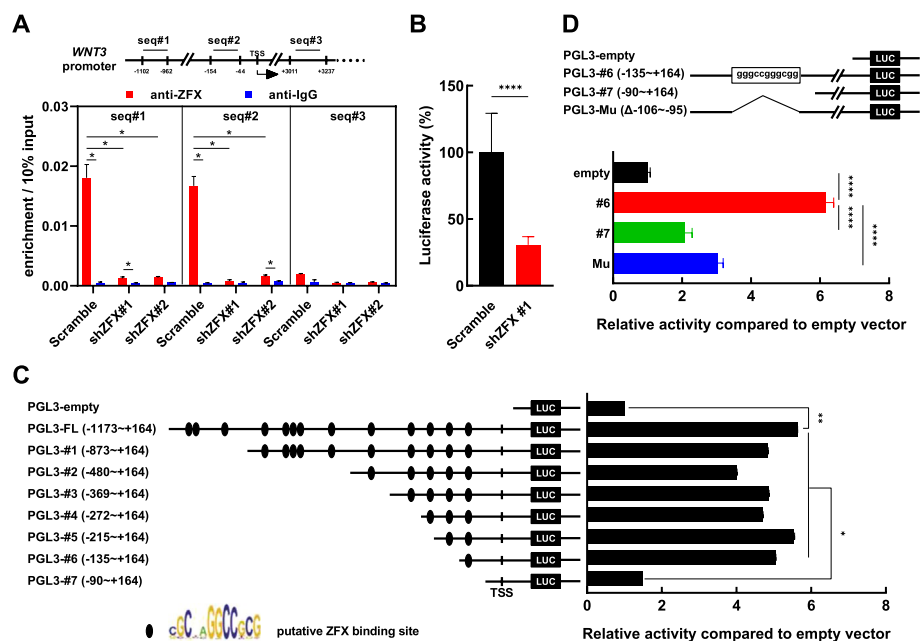 A
seq#1 seq#2 seq#3
WNT3
promoter
TSS
-1102 -962 -154 -44 +3011 +3237
anti-ZFX anti-IgG
seq#1 seq#2 seq#3
enrichment / 10% input
0.03
0.02
0.01
0.00
* * * * * * * *
Scramble shZFX#1 shZFX#2 Scramble shZFX#1 shZFX#2 Scramble shZFX#1 shZFX#2
B
Luciferase activity (%)
150
100
50
0
****
Scramble shZFX #1
D
PGL3-empty LUC
PGL3-#6 (-135~+164) gggccgggcgg LUC
PGL3-#7 (-90~+164) LUC
PGL3-Mu (Δ-106~-95) LUC
empty
#6
#7
Mu
**** **** ****
0 2 4 6 8
Relative activity compared to empty vector
C
PGL3-empty LUC
PGL3-FL (-1173~+164) LUC
PGL3-#1 (-873~+164) LUC
PGL3-#2 (-480~+164) LUC
PGL3-#3 (-369~+164) LUC
PGL3-#4 (-272~+164) LUC
PGL3-#5 (-215~+164) LUC
PGL3-#6 (-135~+164) LUC
PGL3-#7 (-90~+164) LUC
TSS
** *
0 2 4 6 8
Relative activity compared to empty vector
GC AGGCCGCG putative ZFX binding site